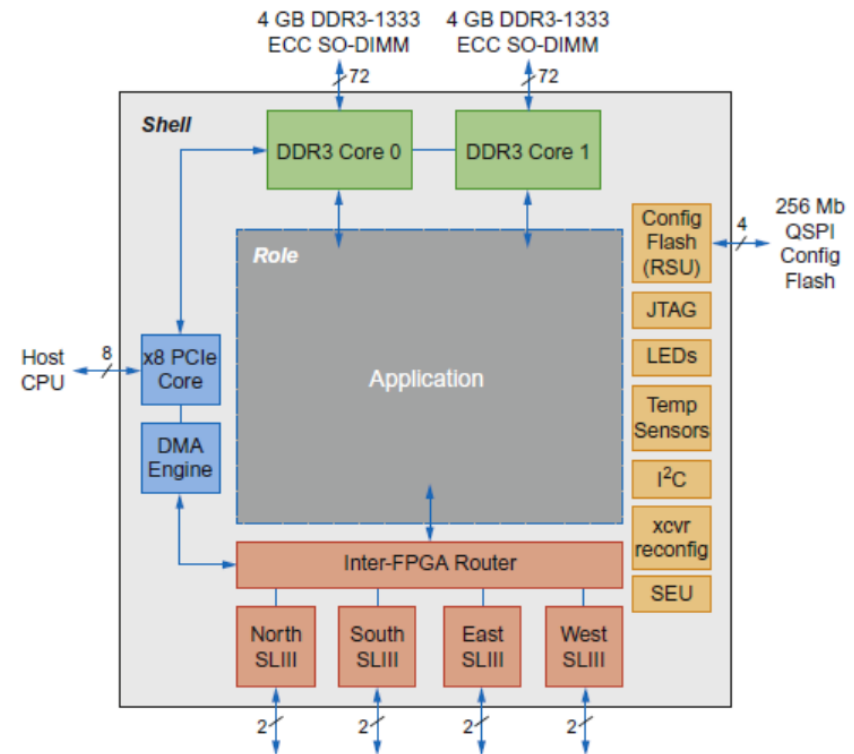 4 GB DDR3-1333
ECC SO-DIMM
4 GB DDR3-1333
ECC SO-DIMM
72
72
Shell
DDR3 Core 0
DDR3 Core 1
Config
Flash
(RSU)
4
256 Mb
QSPI
Config
Flash
Role
JTAG
Host
CPU
8
x8 PCIe
Core
LEDs
Application
Temp
Sensors
DMA
Engine
I²C
xcvr
reconfig
Inter-FPGA Router
SEU
North
SLIII
South
SLIII
East
SLIII
West
SLIII
2
2
2
2